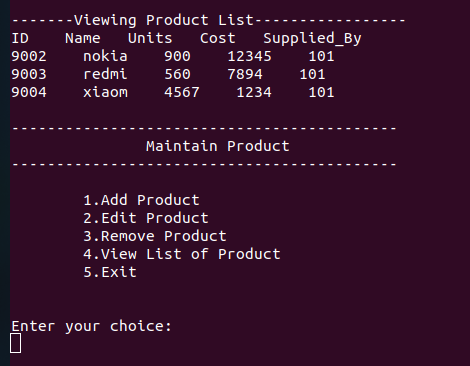 -------Viewing Product List-----------------
ID    Name   Units   Cost   Supplied_By
9002    nokia    900    12345    101
9003    redmi    560   7894    101
9004    xiaom    4567    1234    101
-------------------------------------------
Maintain Product
-------------------------------------------
1.Add Product
2.Edit Product
3.Remove Product
4.View List of Product
5.Exit
Enter your choice: